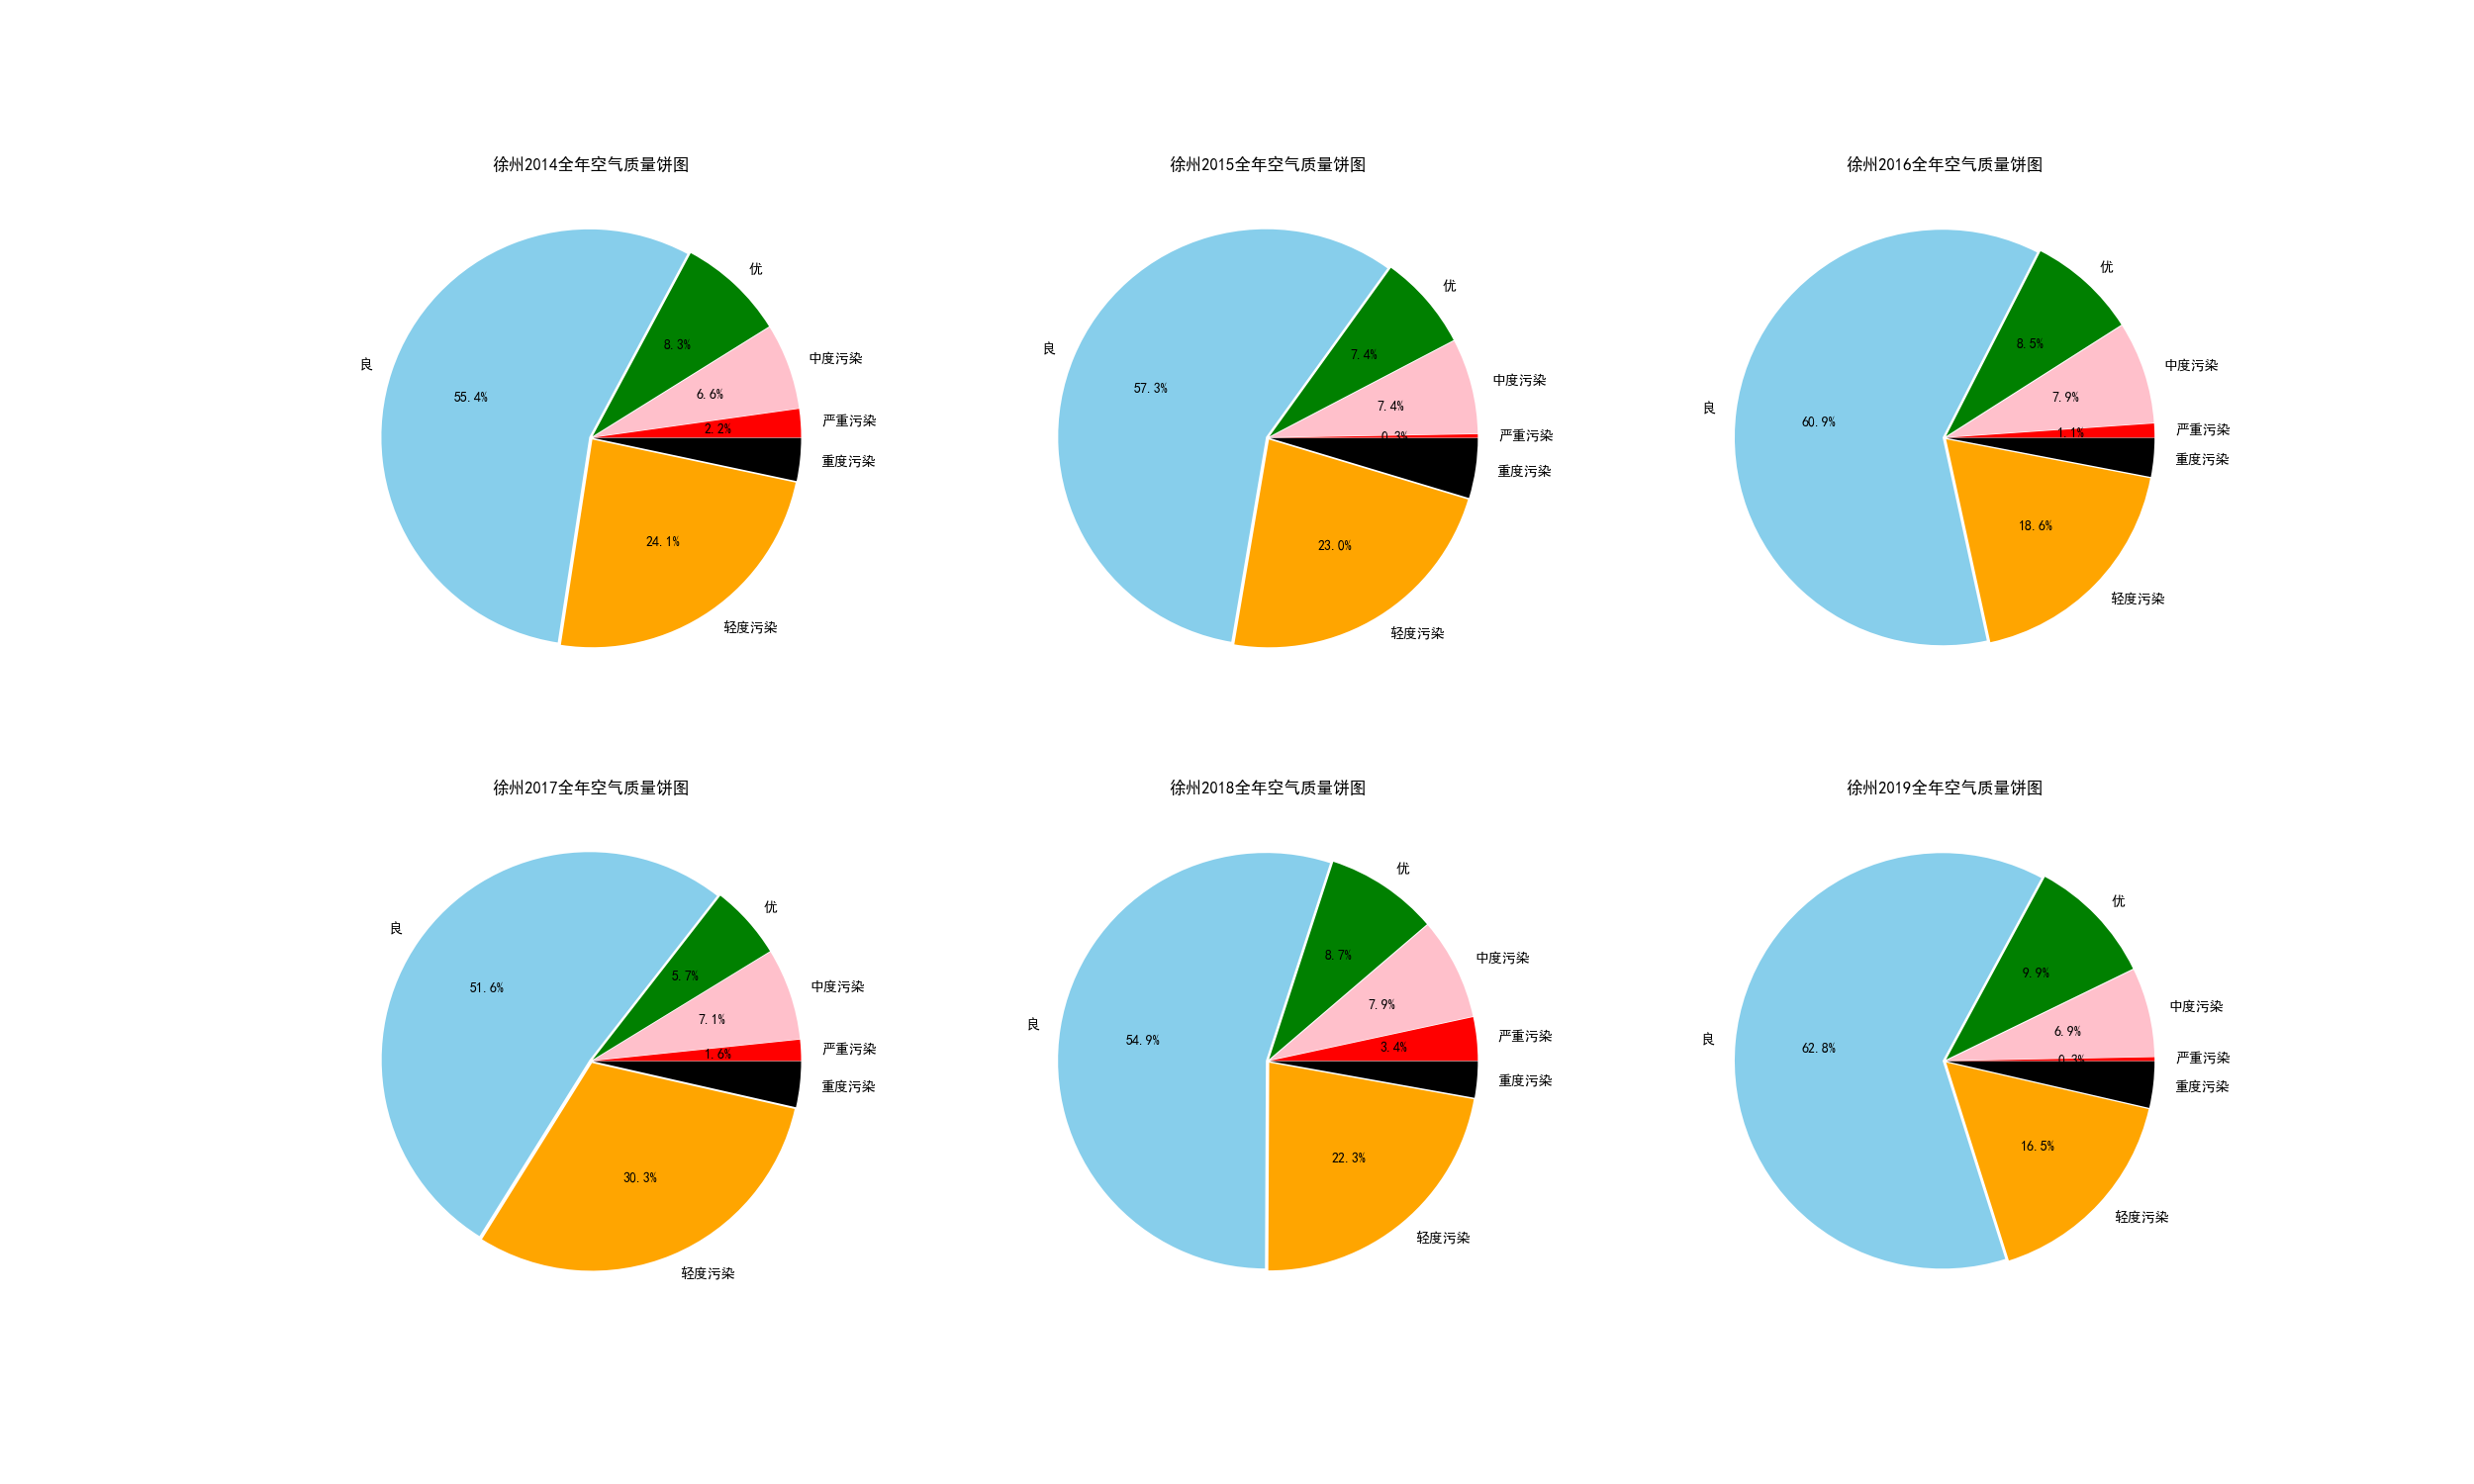 徐州2014全年空气质量饼图
优
8.3%
中度污染
6.6%
良
55.4%
严重污染
2.2%
重度污染
24.1%
轻度污染
徐州2015全年空气质量饼图
优
7.4%
良
57.3%
中度污染
7.4%
严重污染
0.3%
重度污染
23.0%
轻度污染
徐州2016全年空气质量饼图
优
8.5%
中度污染
7.9%
良
60.9%
严重污染
1.1%
重度污染
18.6%
轻度污染
徐州2017全年空气质量饼图
优
良
5.7%
51.6%
中度污染
7.1%
严重污染
1.6%
重度污染
30.3%
轻度污染
徐州2018全年空气质量饼图
优
8.7%
中度污染
7.9%
良
54.9%
严重污染
3.4%
重度污染
22.3%
轻度污染
徐州2019全年空气质量饼图
优
9.9%
中度污染
6.9%
良
62.8%
严重污染
0.3%
重度污染
16.5%
轻度污染